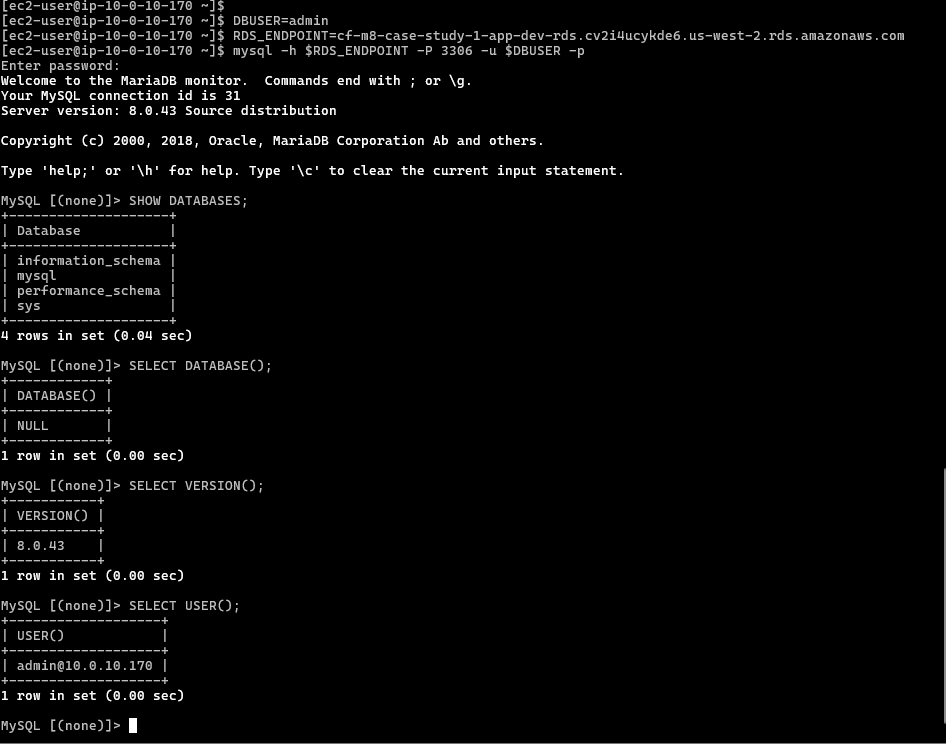 [ec2-user@ip-10-0-10-170 ~]$
[ec2-user@ip-10-0-10-170 ~]$ DBUSER=admin
[ec2-user@ip-10-0-10-170 ~]$ RDS_ENDPOINT=cf-m8-case-study-1-app-dev-rds.cv2i4ucykde6.us-west-2.rds.amazonaws.com
[ec2-user@ip-10-0-10-170 ~]$ mysql -h $RDS_ENDPOINT -P 3306 -u $DBUSER -p
Enter password:
Welcome to the MariaDB monitor.  Commands end with ; or \g.
Your MySQL connection id is 31
Server version: 8.0.43 Source distribution

Copyright (c) 2000, 2018, Oracle, MariaDB Corporation Ab and others.

Type 'help;' or '\h' for help. Type '\c' to clear the current input statement.

MySQL [(none)]> SHOW DATABASES;
+--------------------+
| Database           |
+--------------------+
| information_schema |
| mysql              |
| performance_schema |
| sys                |
+--------------------+
4 rows in set (0.04 sec)

MySQL [(none)]> SELECT DATABASE();
+------------+
| DATABASE() |
+------------+
| NULL       |
+------------+
1 row in set (0.00 sec)

MySQL [(none)]> SELECT VERSION();
+-----------+
| VERSION() |
+-----------+
| 8.0.43    |
+-----------+
1 row in set (0.00 sec)

MySQL [(none)]> SELECT USER();
+-------------------+
| USER()            |
+-------------------+
| admin@10.0.10.170 |
+-------------------+
1 row in set (0.00 sec)

MySQL [(none)]>